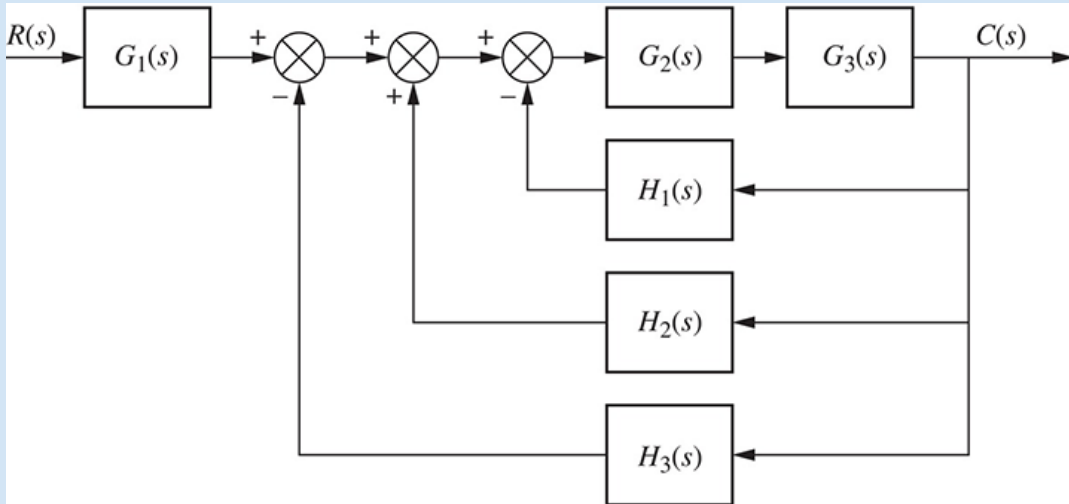 R(s) G₁(s) + + + G₂(s) G₃(s) C(s)
− + −
H₁(s)
H₂(s)
H₃(s)